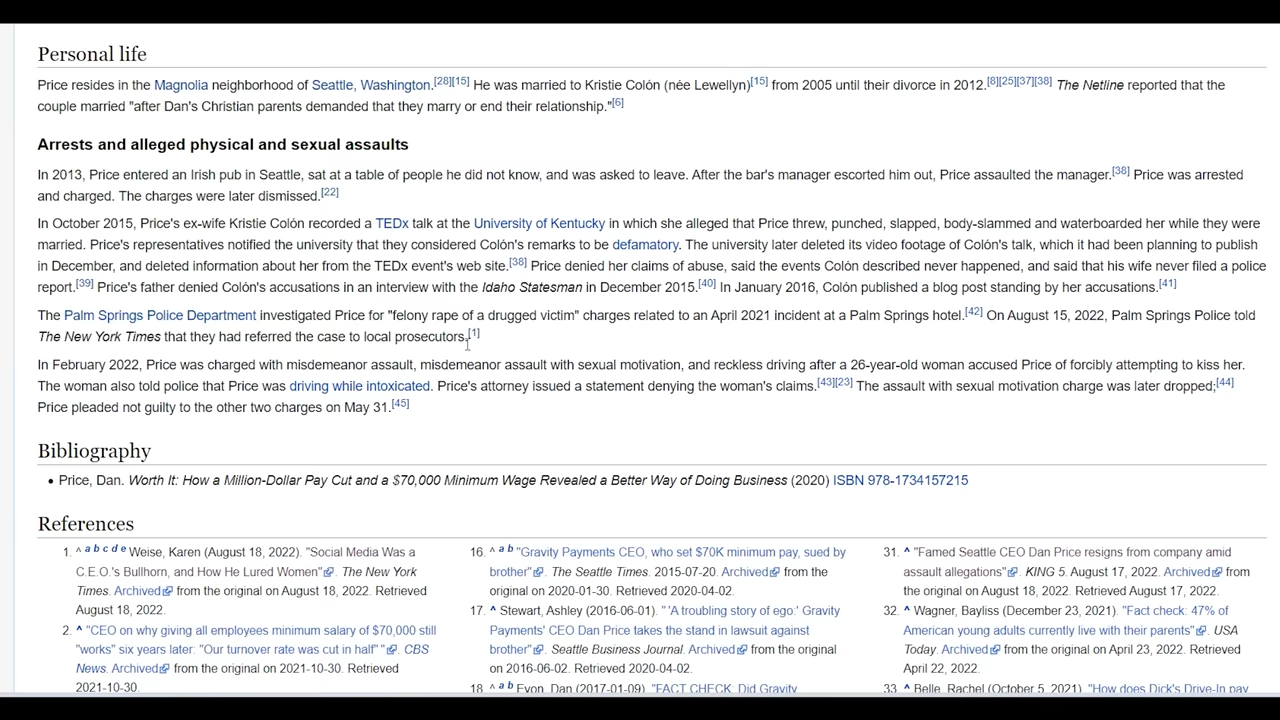 Personal life
Price resides in the Magnolia neighborhood of Seattle, Washington.[28][15] He was married to Kristie Colón (née Lewellyn)[15] from 2005 until their divorce in 2012.[8][25][37][38] The Netline reported that the
couple married "after Dan's Christian parents demanded that they marry or end their relationship."[6]
Arrests and alleged physical and sexual assaults
In 2013, Price entered an Irish pub in Seattle, sat at a table of people he did not know, and was asked to leave. After the bar's manager escorted him out, Price assaulted the manager.[38] Price was arrested
and charged. The charges were later dismissed.[22]
In October 2015, Price's ex-wife Kristie Colón recorded a TEDx talk at the University of Kentucky in which she alleged that Price threw, punched, slapped, body-slammed and waterboarded her while they were
married. Price's representatives notified the university that they considered Colón's remarks to be defamatory. The university later deleted its video footage of Colón's talk, which it had been planning to publish
in December, and deleted information about her from the TEDx event's web site.[38] Price denied her claims of abuse, said the events Colón described never happened, and said that his wife never filed a police
report.[39] Price's father denied Colón's accusations in an interview with the Idaho Statesman in December 2015.[40] In January 2016, Colón published a blog post standing by her accusations.[41]
The Palm Springs Police Department investigated Price for "felony rape of a drugged victim" charges related to an April 2021 incident at a Palm Springs hotel.[42] On August 15, 2022, Palm Springs Police told
The New York Times that they had referred the case to local prosecutors.[1]
In February 2022, Price was charged with misdemeanor assault, misdemeanor assault with sexual motivation, and reckless driving after a 26-year-old woman accused Price of forcibly attempting to kiss her.
The woman also told police that Price was driving while intoxicated. Price's attorney issued a statement denying the woman's claims.[43][23] The assault with sexual motivation charge was later dropped;[44]
Price pleaded not guilty to the other two charges on May 31.[45]
Bibliography
• Price, Dan. Worth It: How a Million-Dollar Pay Cut and a $70,000 Minimum Wage Revealed a Better Way of Doing Business (2020) ISBN 978-1734157215
References
1. ^ a b c d e Weise, Karen (August 18, 2022). "Social Media Was a
C.E.O.'s Bullhorn, and How He Lured Women". The New York
Times. Archived from the original on August 18, 2022. Retrieved
August 18, 2022.
2. ^ "CEO on why giving all employees minimum salary of $70,000 still
"works" six years later: "Our turnover rate was cut in half" ". CBS
News. Archived from the original on 2021-10-30. Retrieved
2021-10-30.
16. ^ a b "Gravity Payments CEO, who set $70K minimum pay, sued by
brother". The Seattle Times. 2015-07-20. Archived from the
original on 2020-01-30. Retrieved 2020-04-02.
17. ^ Stewart, Ashley (2016-06-01). " 'A troubling story of ego:' Gravity
Payments' CEO Dan Price takes the stand in lawsuit against
brother". Seattle Business Journal. Archived from the original
on 2016-06-02. Retrieved 2020-04-02.
18. ^ a b Evon, Dan (2017-01-09). "FACT CHECK: Did Gravity
31. ^ "Famed Seattle CEO Dan Price resigns from company amid
assault allegations". KING 5. August 17, 2022. Archived from
the original on August 18, 2022. Retrieved August 17, 2022.
32. ^ Wagner, Bayliss (December 23, 2021). "Fact check: 47% of
American young adults currently live with their parents". USA
Today. Archived from the original on April 23, 2022. Retrieved
April 22, 2022.
33. ^ Belle, Rachel (October 5, 2021). "How does Dick's Drive-In pay